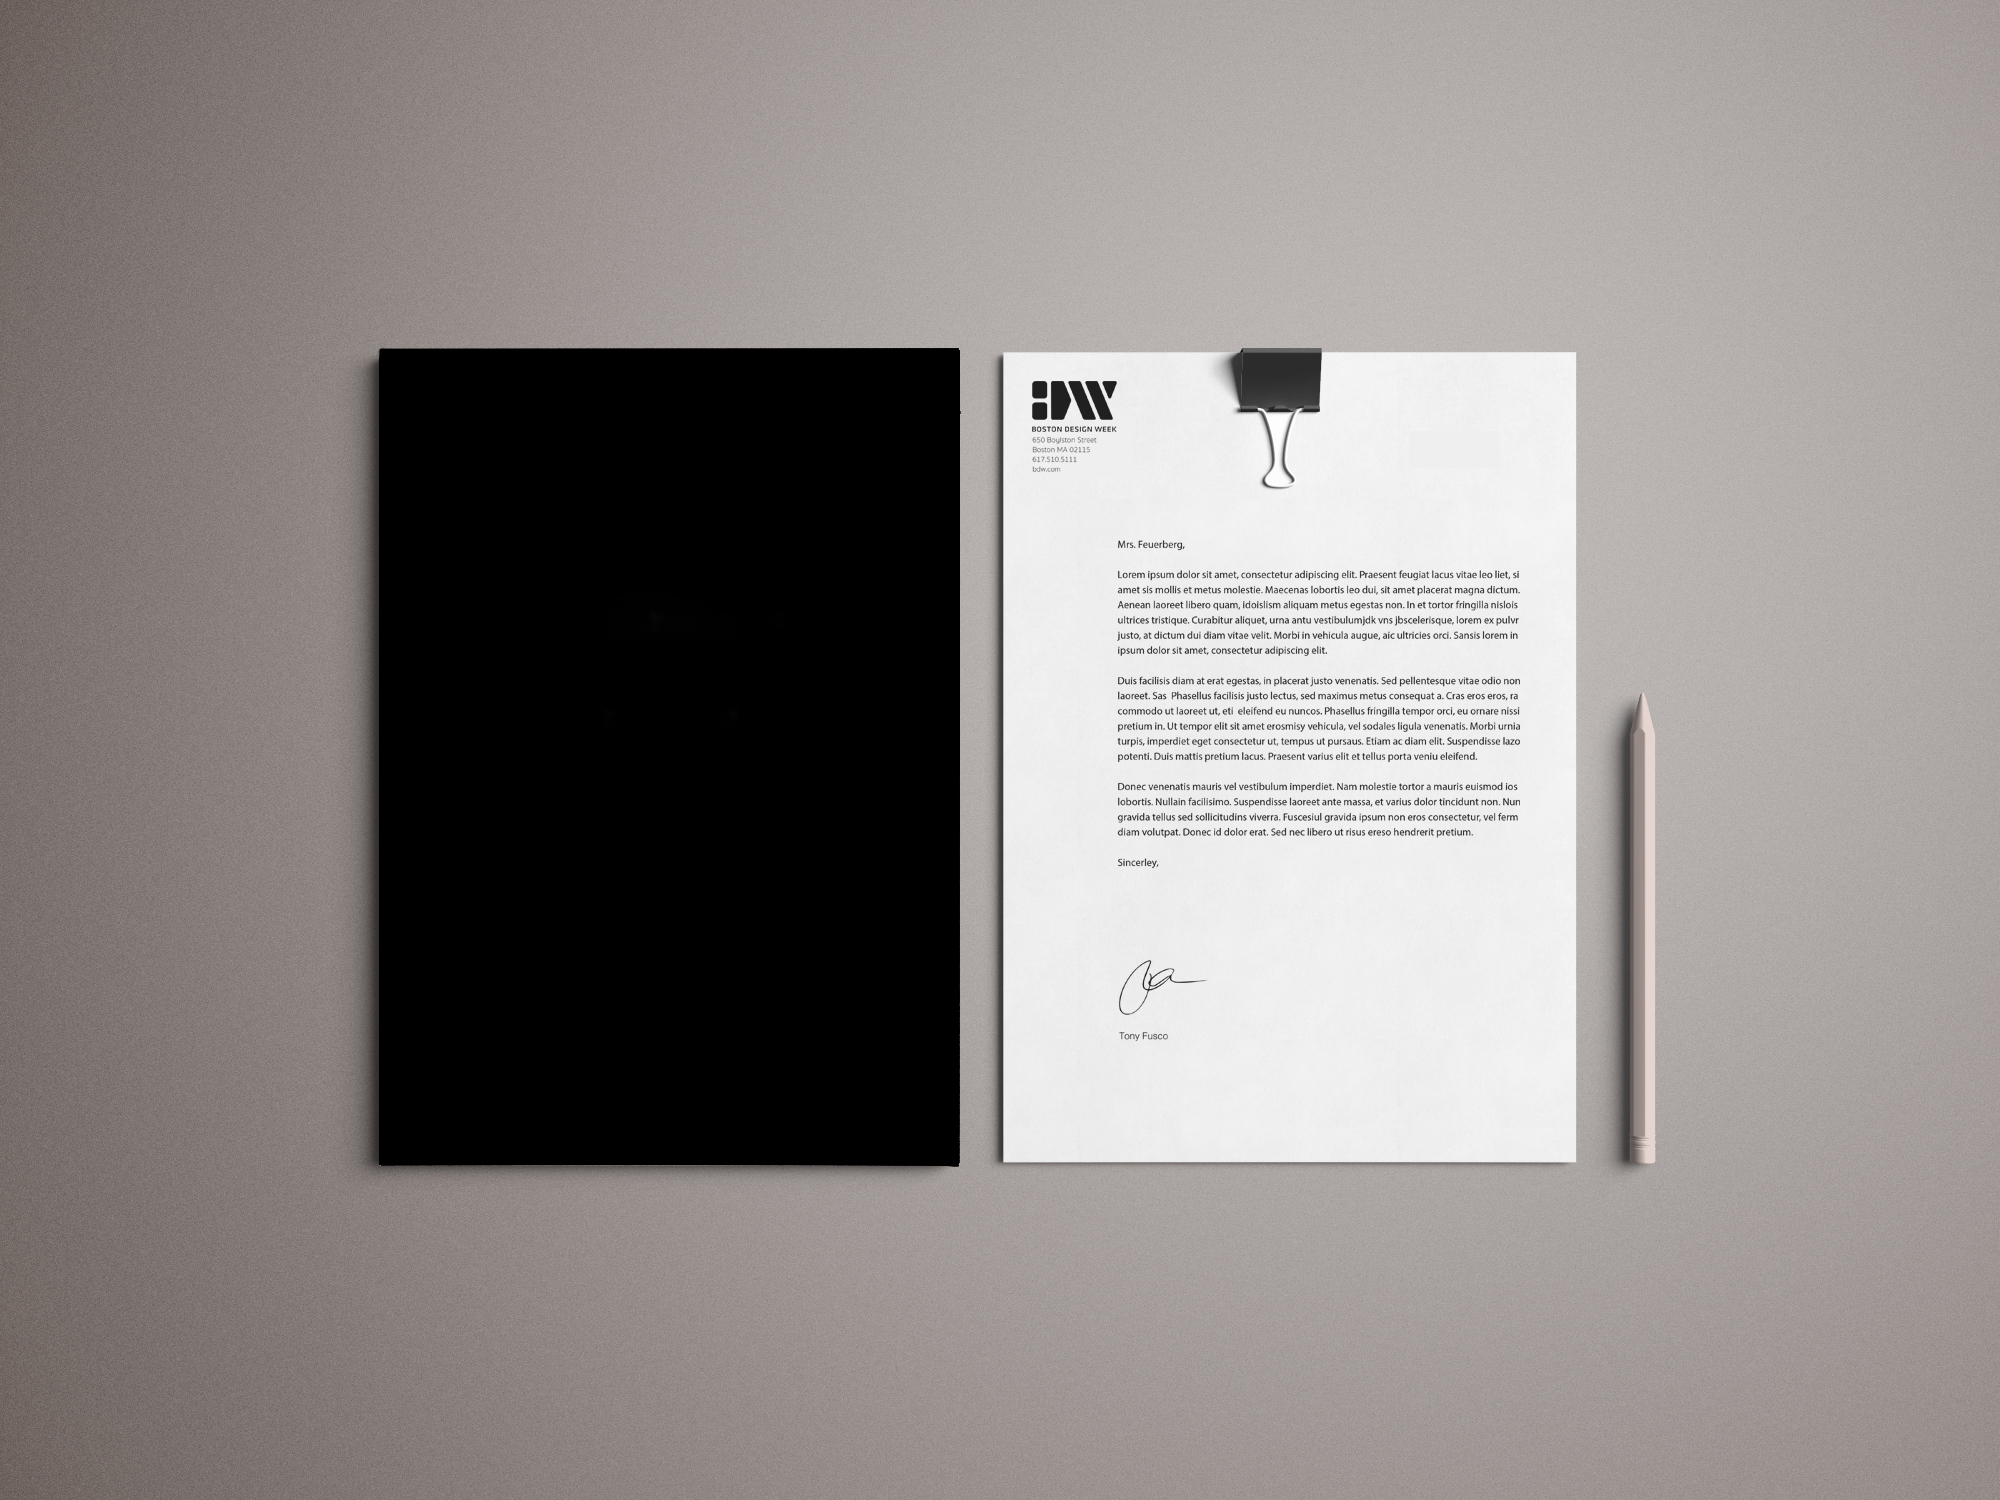 BDW
BOSTON DESIGN WEEK
650 Boylston Street
Boston MA 02115
617.510.5111
bdw.com
Mrs. Feuerberg,
Lorem ipsum dolor sit amet, consectetur adipiscing elit. Praesent feugiat lacus vitae leo liet, si
amet sis mollis et metus molestie. Maecenas lobortis leo dui, sit amet placerat magna dictum.
Aenean laoreet libero quam, idoislism aliquam metus egestas non. In et tortor fringilla nislois
ultrices tristique. Curabitur aliquet, urna antu vestibulumjdk vns jbscelerisque, lorem ex pulvr
justo, at dictum dui diam vitae velit. Morbi in vehicula augue, aic ultricies orci. Sansis lorem in
ipsum dolor sit amet, consectetur adipiscing elit.
Duis facilisis diam at erat egestas, in placerat justo venenatis. Sed pellentesque vitae odio non
laoreet. Sas  Phasellus facilisis justo lectus, sed maximus metus consequat a. Cras eros eros, ra
commodo ut laoreet ut, eti  eleifend eu nuncos. Phasellus fringilla tempor orci, eu ornare nissi
pretium in. Ut tempor elit sit amet erosmisy vehicula, vel sodales ligula venenatis. Morbi urnia
turpis, imperdiet eget consectetur ut, tempus ut pursaus. Etiam ac diam elit. Suspendisse lazo
potenti. Duis mattis pretium lacus. Praesent varius elit et tellus porta veniu eleifend.
Donec venenatis mauris vel vestibulum imperdiet. Nam molestie tortor a mauris euismod ios
lobortis. Nullain facilisimo. Suspendisse laoreet ante massa, et varius dolor tincidunt non. Nun
gravida tellus sed sollicitudins viverra. Fuscesiul gravida ipsum non eros consectetur, vel ferm
diam volutpat. Donec id dolor erat. Sed nec libero ut risus ereso hendrerit pretium.
Sincerley,
Tony Fusco